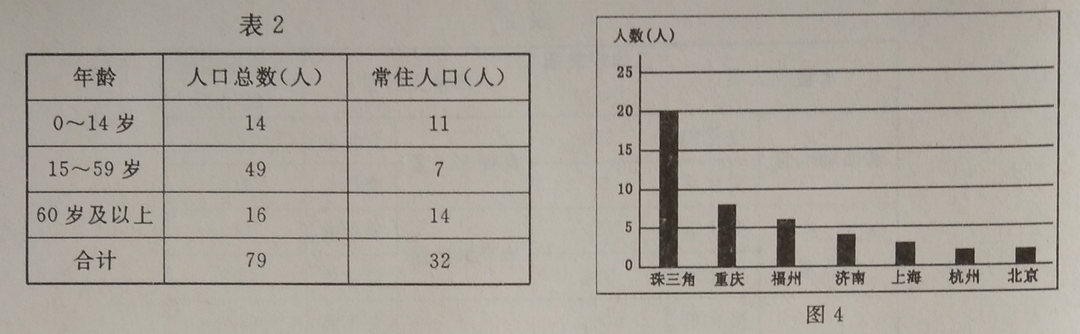 表 2
年龄 人口总数(人) 常住人口(人)
0～14 岁 14 11
15～59 岁 49 7
60 岁及以上 16 14
合计 79 32
人数(人)
25
20
15
10
5
0
珠三角 重庆 福州 济南 上海 杭州 北京
图 4